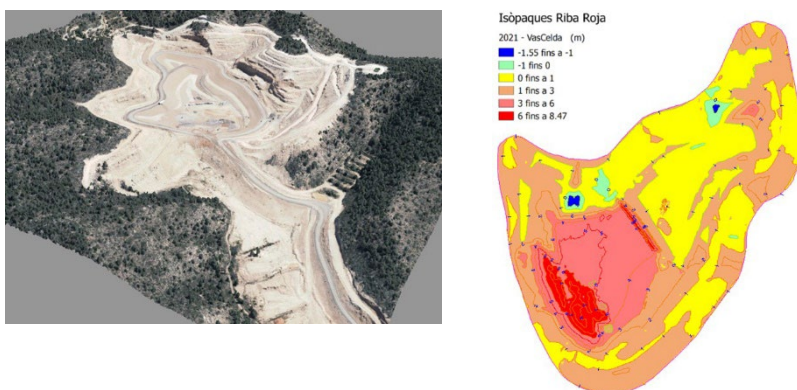 Isòpaques Riba Roja
2021 - VasCelda (m)
-1.55 fins a -1
-1 fins 0
0 fins a 1
1 fins a 3
3 fins a 6
6 fins a 8.47